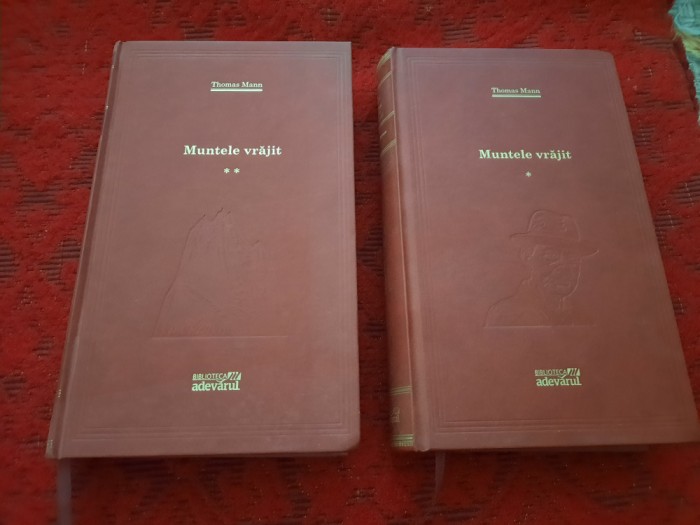 Thomas Mann
Muntele vrăjit
* *
BIBLIOTECA
adevărul
Thomas Mann
Muntele vrăjit
*
BIBLIOTECA
adevărul